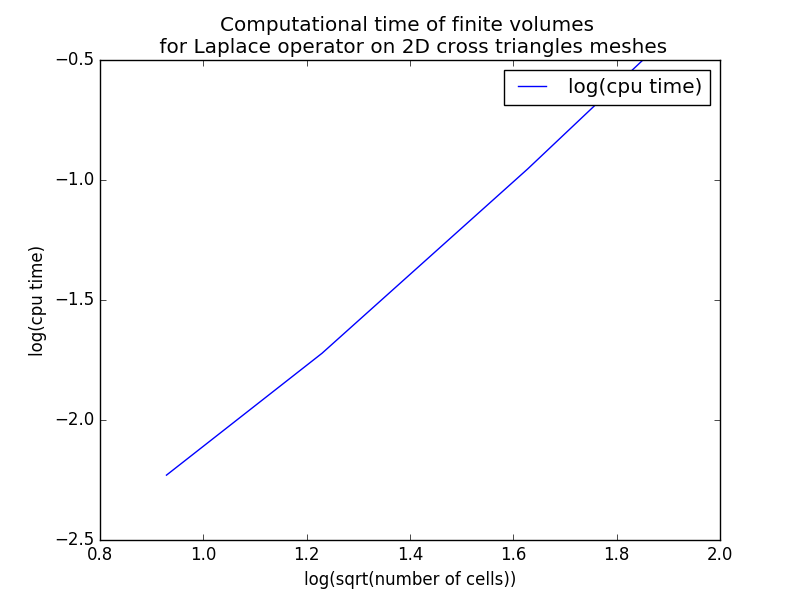 Computational time of finite volumes
for Laplace operator on 2D cross triangles meshes
−0.5
log(cpu time)
−1.0
−1.5
log(cpu time)
−2.0
−2.5
0.8 1.0 1.2 1.4 1.6 1.8 2.0
log(sqrt(number of cells))